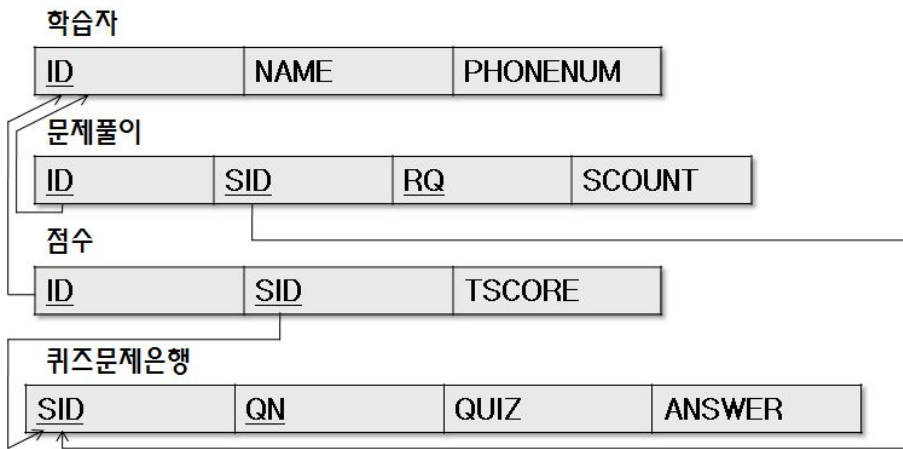 학습자
ID NAME PHONENUM
문제풀이
ID SID RQ SCOUNT
점수
ID SID TSCORE
퀴즈문제은행
SID QN QUIZ ANSWER